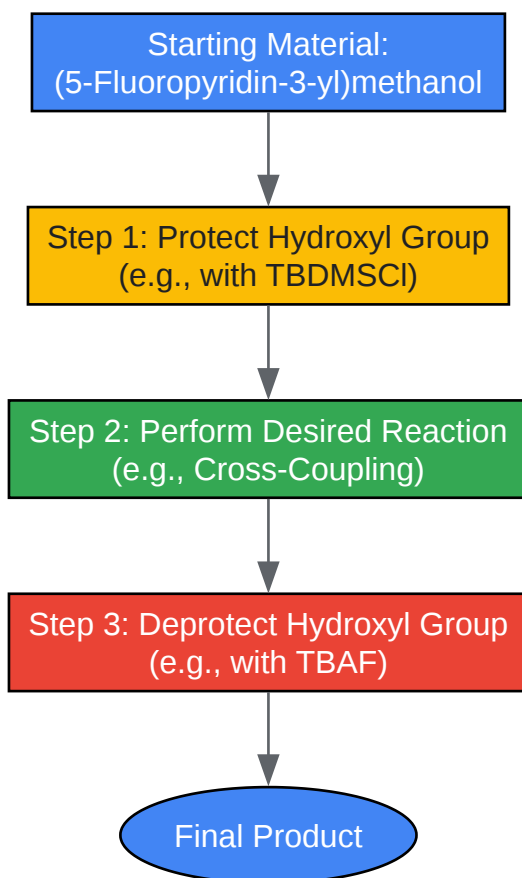 Starting Material:
(5-Fluoropyridin-3-yl)methanol
Step 1: Protect Hydroxyl Group
(e.g., with TBDMSCl)
Step 2: Perform Desired Reaction
(e.g., Cross-Coupling)
Step 3: Deprotect Hydroxyl Group
(e.g., with TBAF)
Final Product